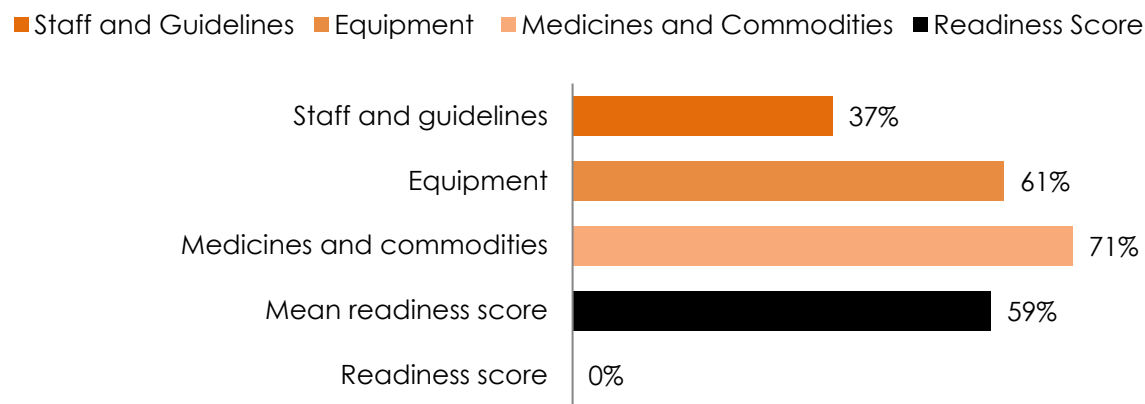 Staff and Guidelines Equipment Medicines and Commodities Readiness Score
Staff and guidelines 37%
Equipment 61%
Medicines and commodities 71%
Mean readiness score 59%
Readiness score 0%